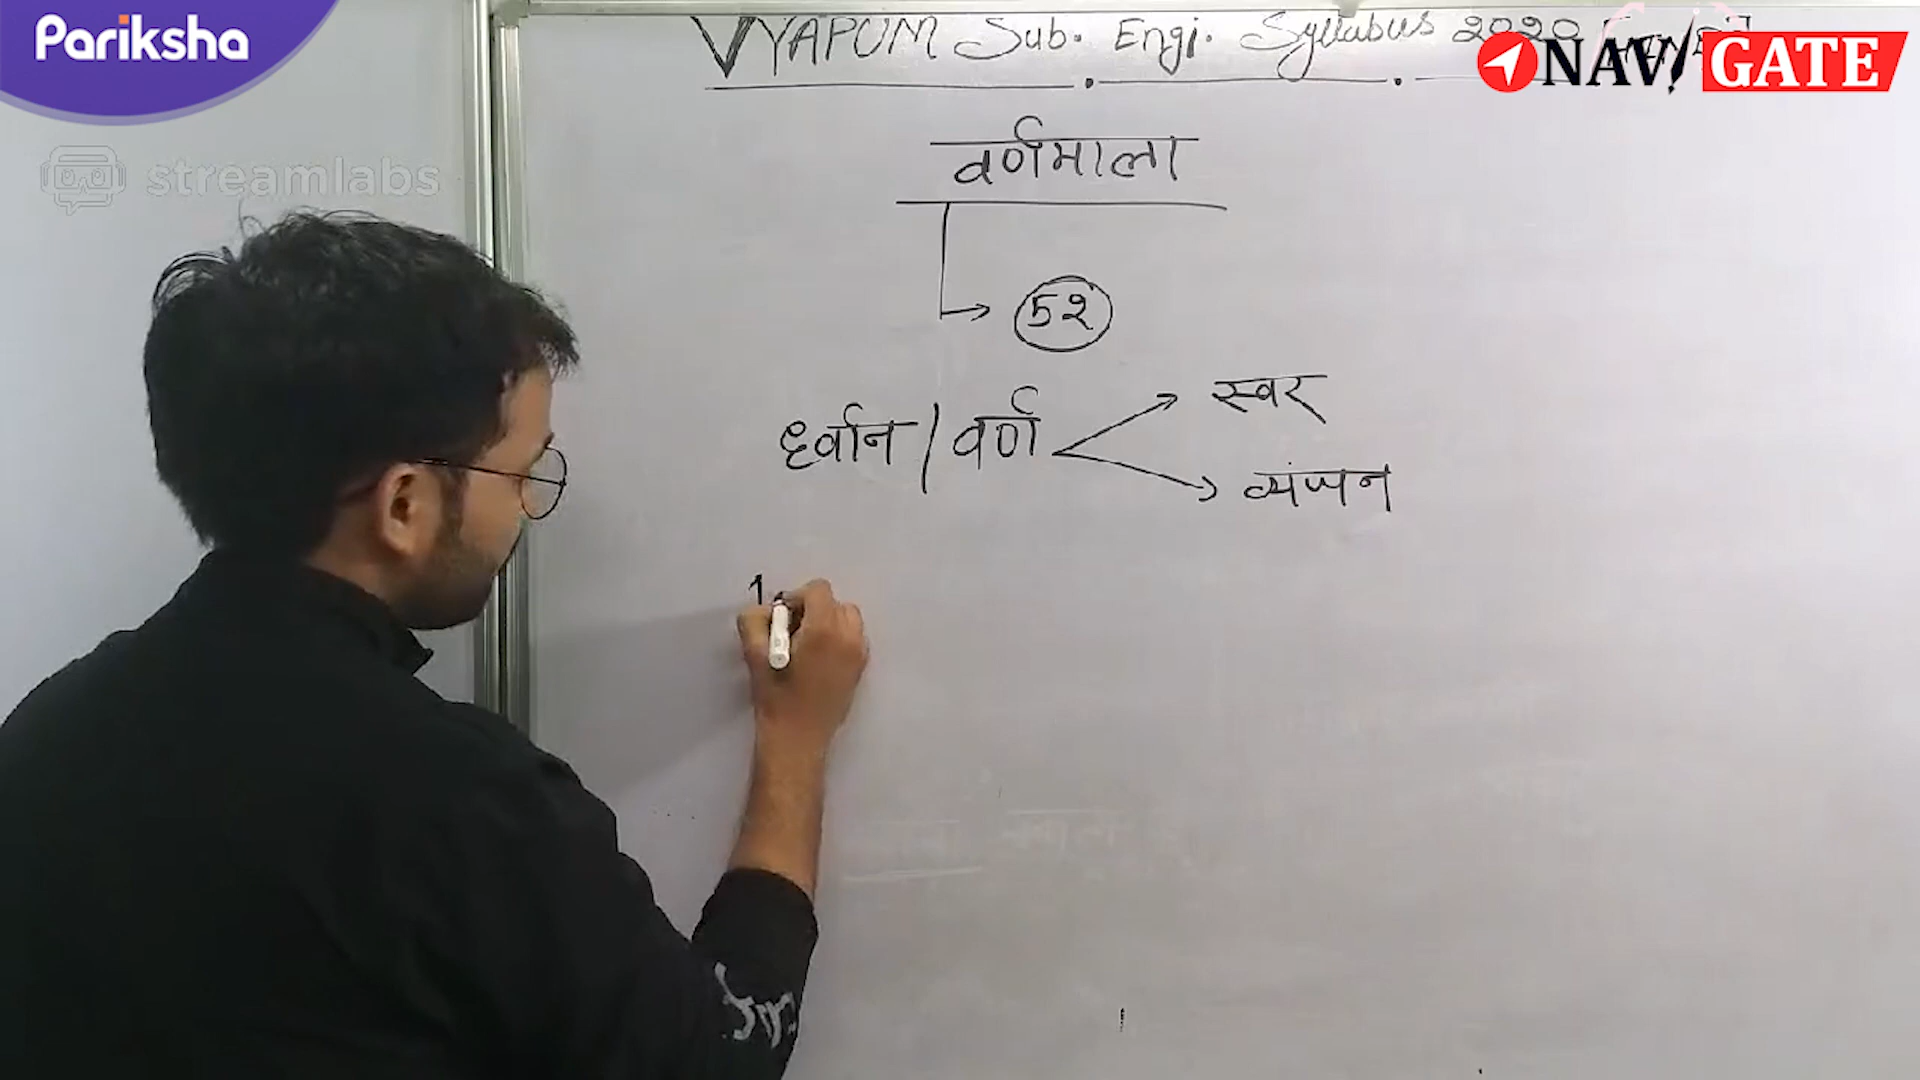 Pariksha
VYAPUM Sub. Engi. Syllabus 2020
NAVIGATE
streamlabs
वर्णमाला
52
ध्वनि / वर्ण
स्वर
व्यंजन
1